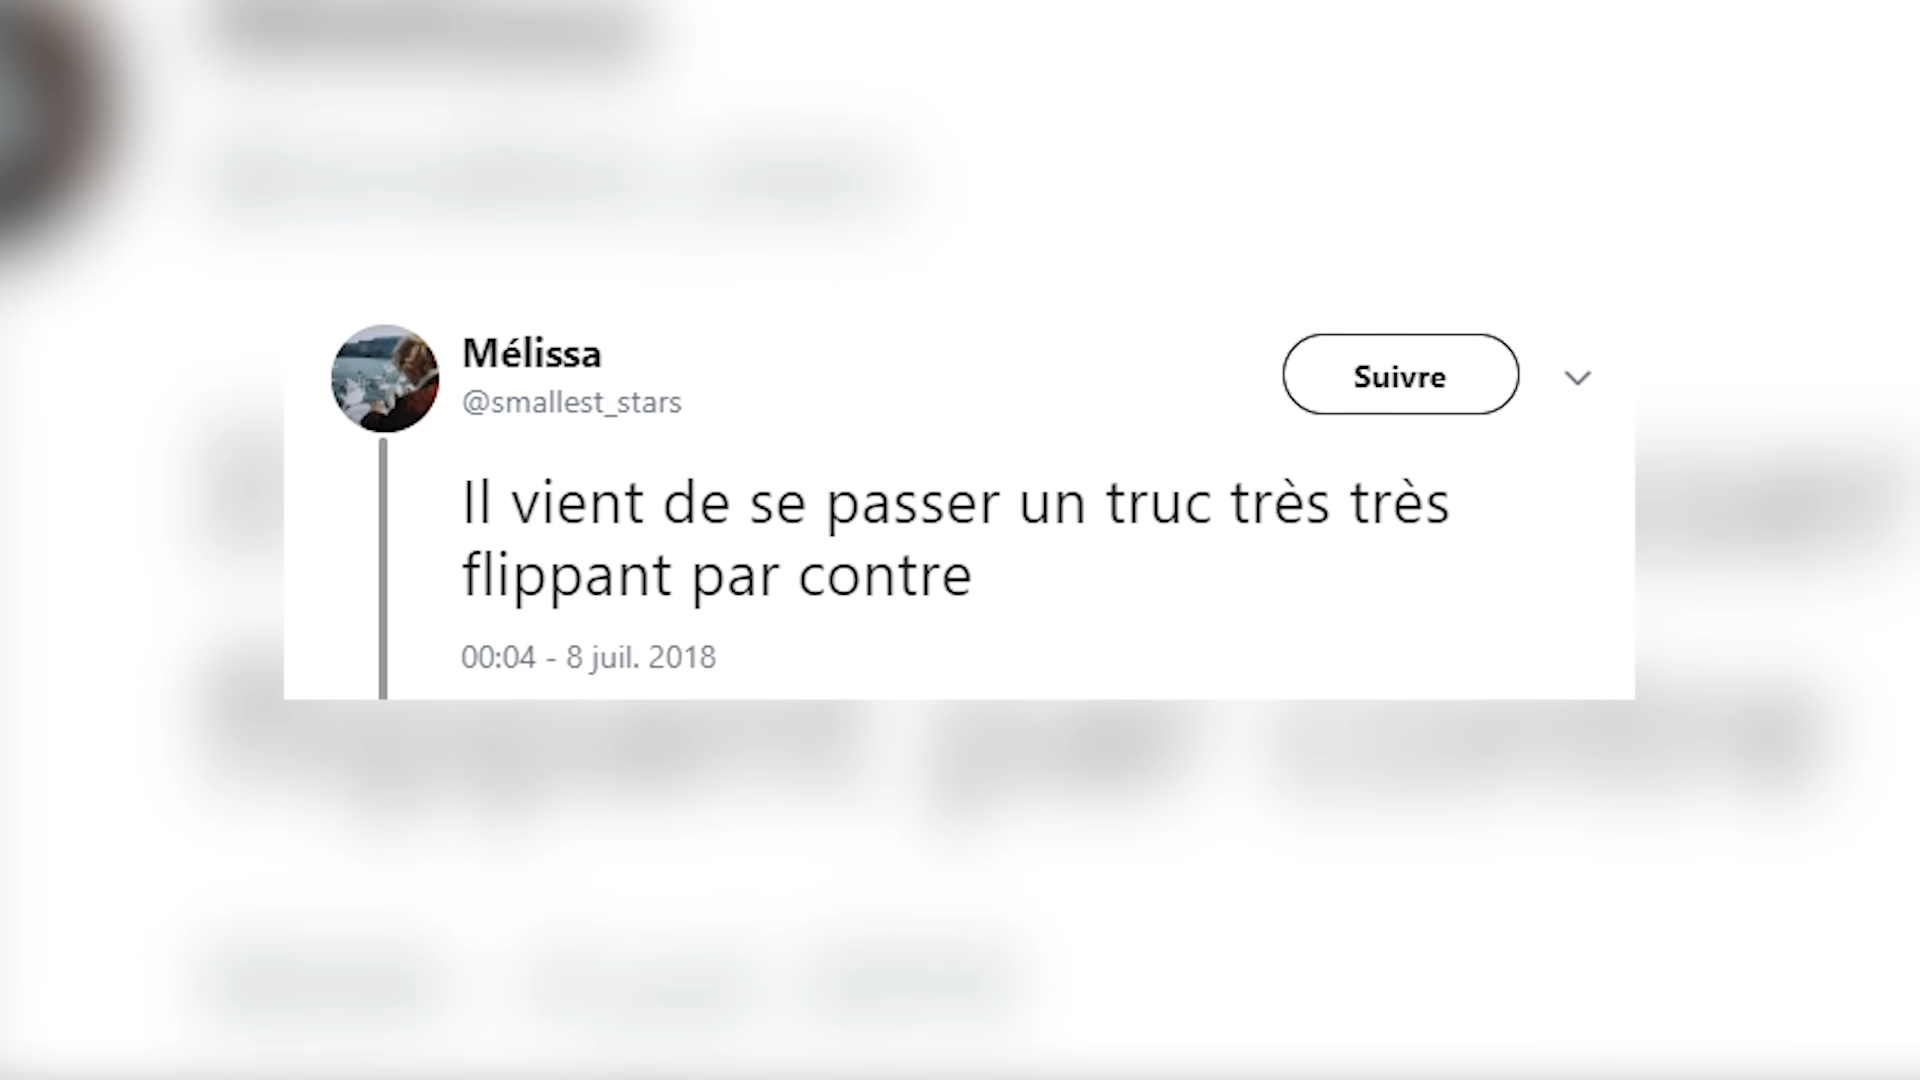 Mélissa
@smallest_stars
Suivre
Il vient de se passer un truc très très
flippant par contre
00:04 - 8 juil. 2018